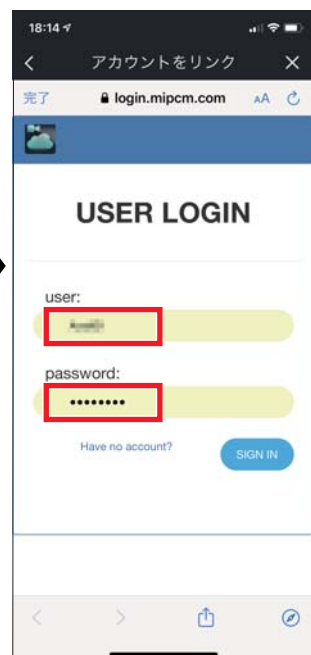 18:14
アカウントをリンク
完了 login.mipcm.com AA
USER LOGIN
user:
password:
••••••••
Have no account? SIGN IN